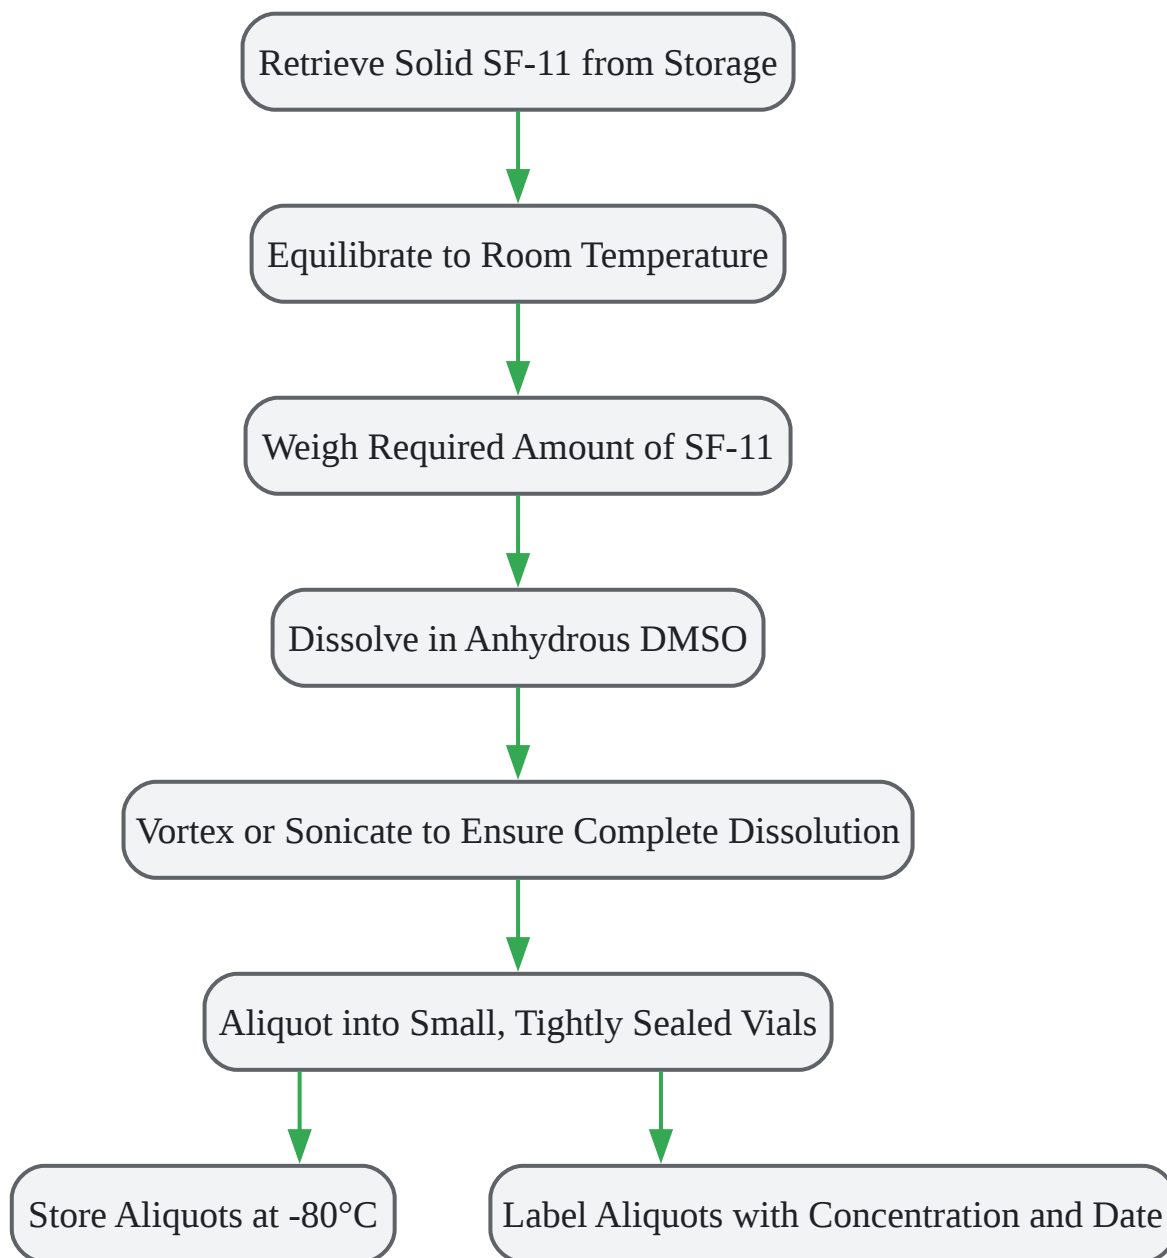 Retrieve Solid SF-11 from Storage
Equilibrate to Room Temperature
Weigh Required Amount of SF-11
Dissolve in Anhydrous DMSO
Vortex or Sonicate to Ensure Complete Dissolution
Aliquot into Small, Tightly Sealed Vials
Store Aliquots at -80°C
Label Aliquots with Concentration and Date